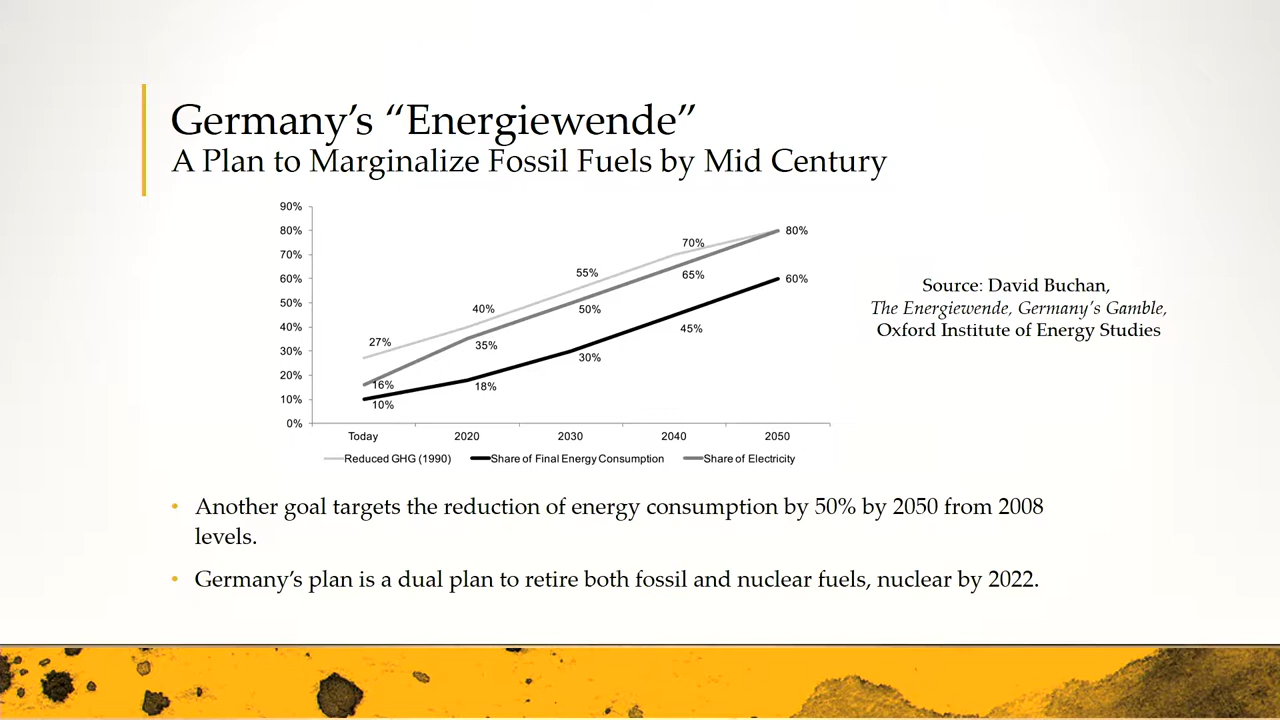 Germany's “Energiewende”
A Plan to Marginalize Fossil Fuels by Mid Century
90%
80%
70%
60%
50%
40%
30%
20%
10%
0%
27%
40%
55%
70%
80%
16%
35%
50%
65%
10%
18%
30%
45%
60%
Today 2020 2030 2040 2050
Reduced GHG (1990) Share of Final Energy Consumption Share of Electricity
Source: David Buchan,
The Energiewende, Germany's Gamble,
Oxford Institute of Energy Studies
• Another goal targets the reduction of energy consumption by 50% by 2050 from 2008
levels.
• Germany's plan is a dual plan to retire both fossil and nuclear fuels, nuclear by 2022.